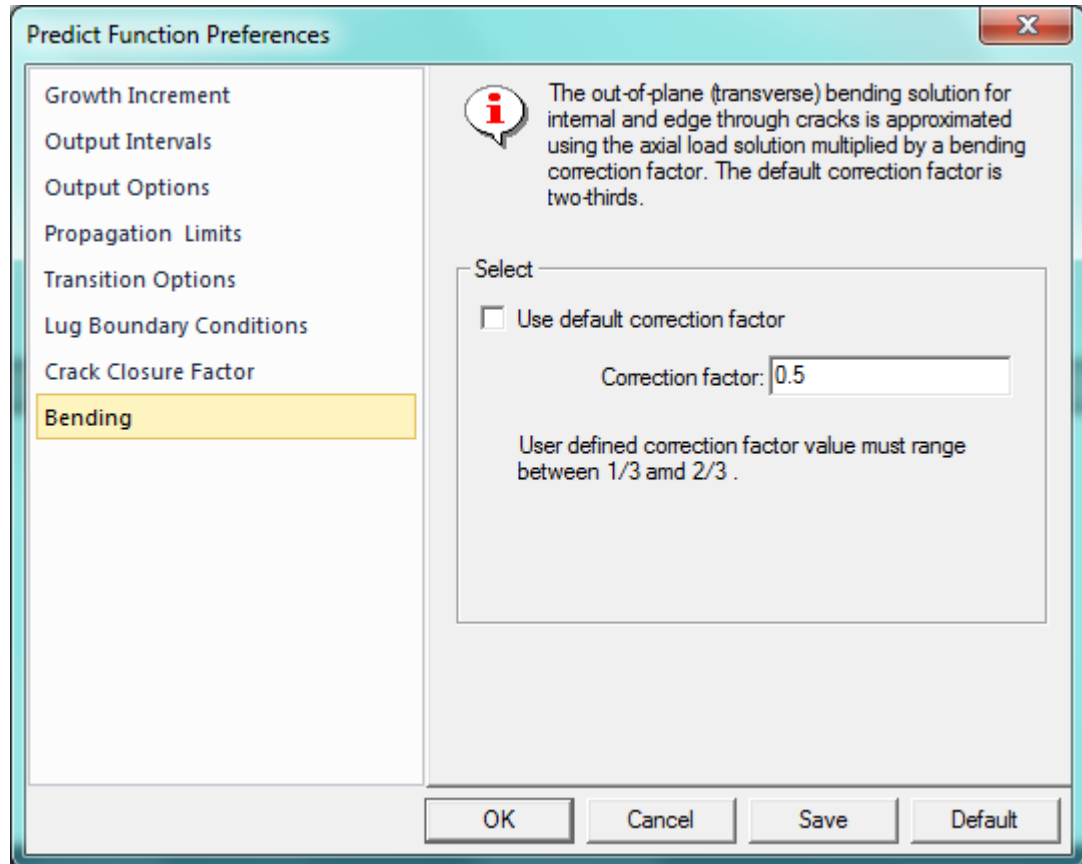 Predict Function Preferences
Growth Increment
Output Intervals
Output Options
Propagation Limits
Transition Options
Lug Boundary Conditions
Crack Closure Factor
Bending
The out-of-plane (transverse) bending solution for
internal and edge through cracks is approximated
using the axial load solution multiplied by a bending
correction factor. The default correction factor is
two-thirds.
Select
Use default correction factor
Correction factor: 0.5
User defined correction factor value must range
between 1/3 amd 2/3 .
OK Cancel Save Default